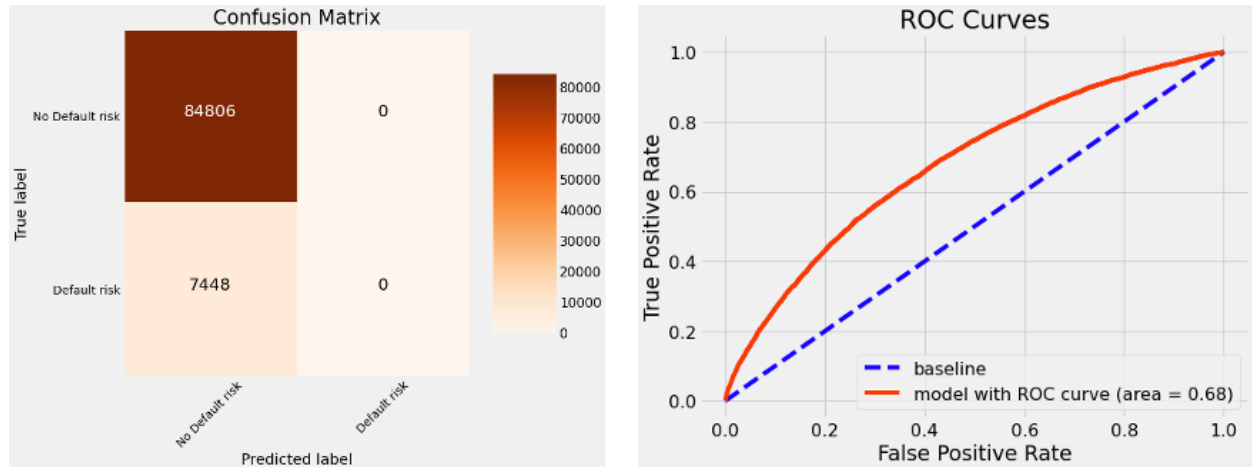 Confusion Matrix
True label
No Default risk
Default risk
84806
0
7448
0
80000
70000
60000
50000
40000
30000
20000
10000
0
No Default risk
Default risk
Predicted label
ROC Curves
True Positive Rate
1.0
0.8
0.6
0.4
0.2
0.0
baseline
model with ROC curve (area = 0.68)
0.0
0.2
0.4
0.6
0.8
1.0
False Positive Rate